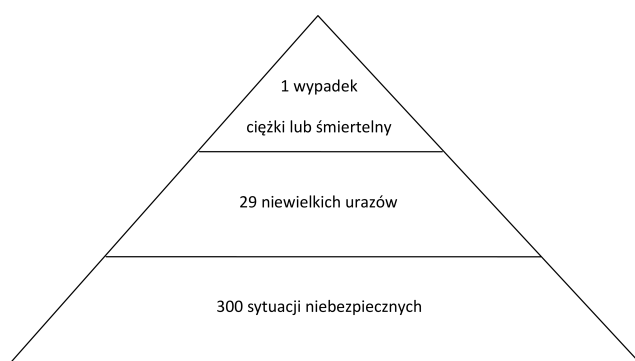 1 wypadek
ciężki lub śmiertelny
29 niewielkich urazów
300 sytuacji niebezpiecznych